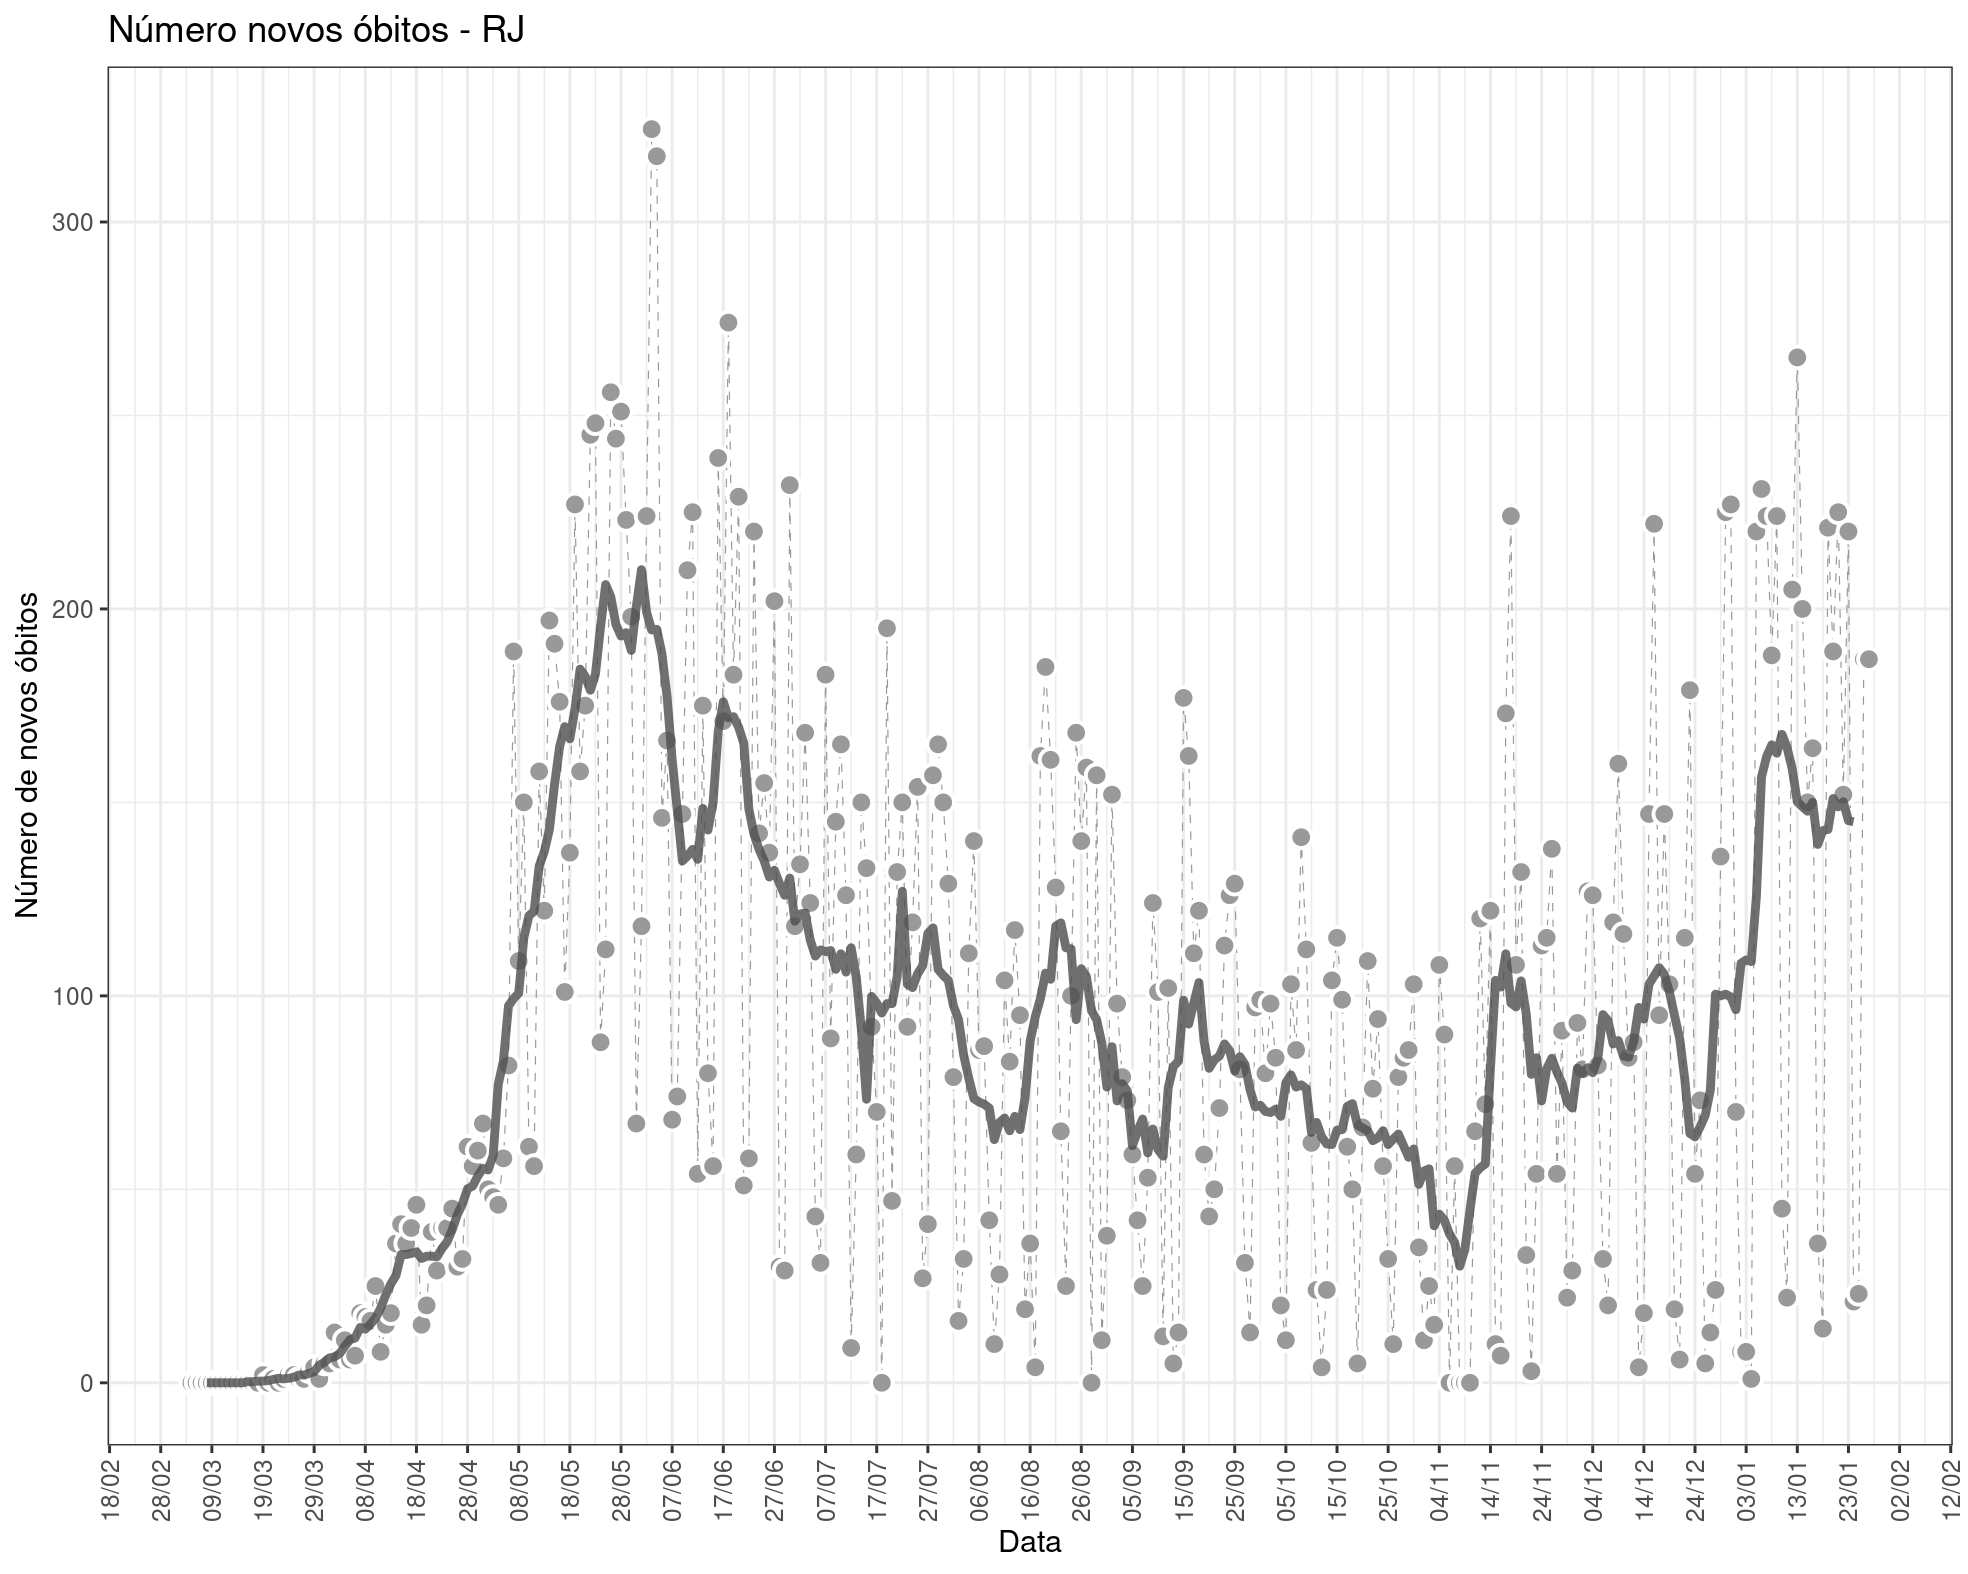 Número novos óbitos - RJ
Número de novos óbitos
300
200
100
0
18/02 28/02 09/03 19/03 29/03 08/04 18/04 28/04 08/05 18/05 28/05 07/06 17/06 27/06 07/07 17/07 27/07 06/08 16/08 26/08 05/09 15/09 25/09 05/10 15/10 25/10 04/11 14/11 24/11 04/12 14/12 24/12 03/01 13/01 23/01 02/02 12/02
Data